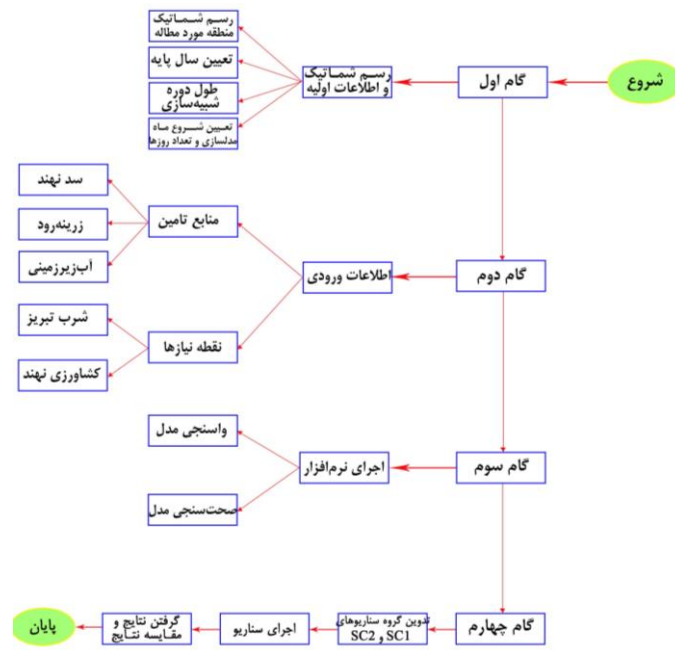 شروع
گام اول
رسم شماتیک
و اطلاعات اولیه
رسم شماتیک
منطقه مورد مطاله
تعیین سال پایه
طول دوره
شبیه‌سازی
تعیین شروع ماه
مدلسازی و تعداد روزها
گام دوم
اطلاعات ورودی
منابع تامین
سد نهند
زرینه‌رود
آب‌زیرزمینی
نقطه نیازها
شرب تبریز
کشاورزی نهند
گام سوم
اجرای نرم‌افزار
واسنجی مدل
صحت‌سنجی مدل
گام چهارم
تدوین گروه سناریوهای
SC1 و SC2
اجرای سناریو
گرفتن نتایج و
مقایسه نتایج
پایان